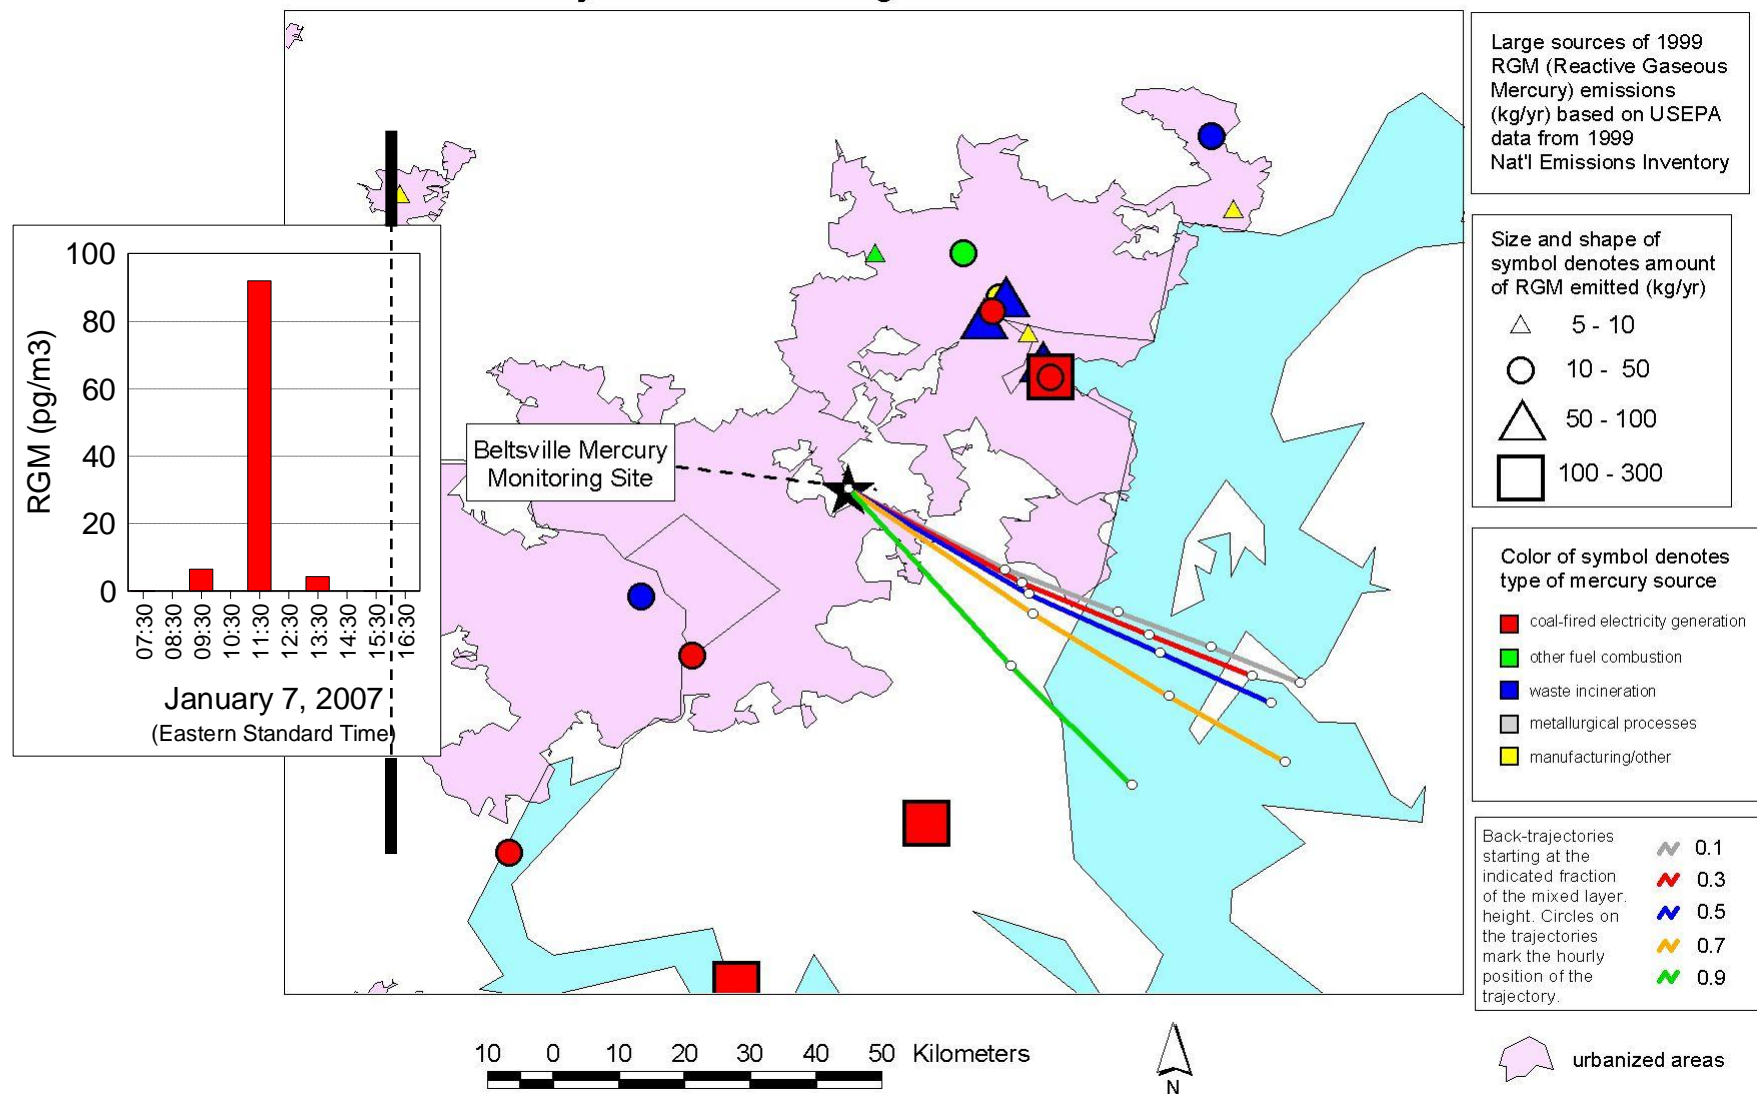 Large sources of 1999
RGM (Reactive Gaseous
Mercury) emissions
(kg/yr) based on USEPA
data from 1999
Nat'l Emissions Inventory
Size and shape of
symbol denotes amount
of RGM emitted (kg/yr)
5 - 10
10 - 50
50 - 100
100 - 300
Color of symbol denotes
type of mercury source
coal-fired electricity generation
other fuel combustion
waste incineration
metallurgical processes
manufacturing/other
Back-trajectories
starting at the
indicated fraction
of the mixed layer.
height. Circles on
the trajectories
mark the hourly
position of the
trajectory.
0.1
0.3
0.5
0.7
0.9
urbanized areas
Beltsville Mercury
Monitoring Site
RGM (pg/m3)
100
80
60
40
20
0
07:30
08:30
09:30
10:30
11:30
12:30
13:30
14:30
15:30
16:30
January 7, 2007
(Eastern Standard Time)
10 0 10 20 30 40 50 Kilometers
N